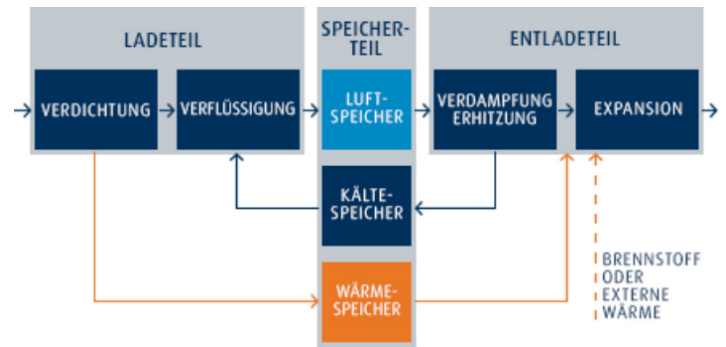 LADETEIL
SPEICHER-
TEIL
ENTLADETEIL
VERDICHTUNG
VERFLÜSSIGUNG
LUFT-
SPEICHER
VERDAMPFUNG
ERHITZUNG
EXPANSION
KÄLTE-
SPEICHER
WÄRME-
SPEICHER
BRENNSTOFF
ODER
EXTERNE
WÄRME